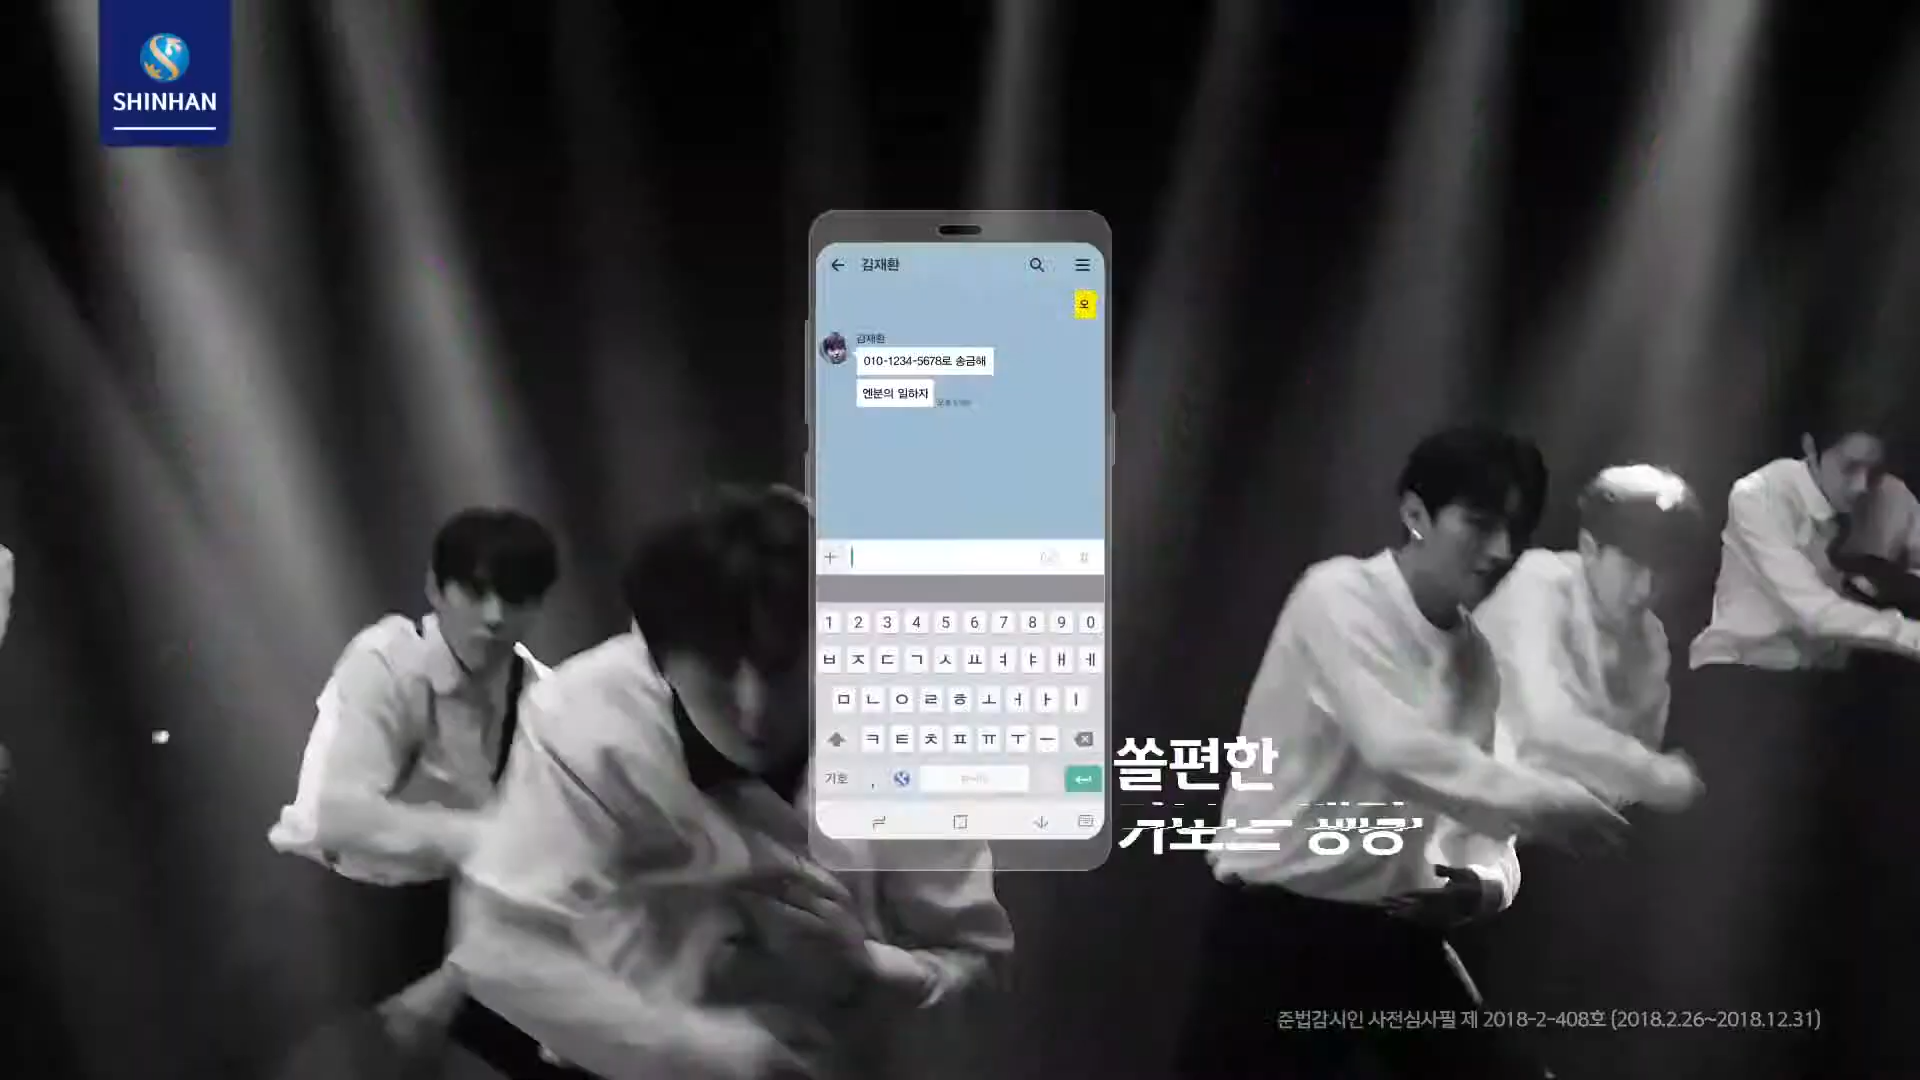 SHINHAN
김재환
오
김재환
010-1234-5678로 송금해
엔분의 일하자
1 2 3 4 5 6 7 8 9 0
ㅂ ㅈ ㄷ ㄱ ㅅ ㅛ ㅕ ㅑ ㅐ ㅔ
ㅁ ㄴ ㅇ ㄹ ㅎ ㅗ ㅓ ㅏ ㅣ
ㅋ ㅌ ㅊ ㅍ ㅠ ㅜ ㅡ
기호 ,
쏠편한
준법감시인 사전심사필 제 2018-2-408호 (2018.2.26~2018.12.31)